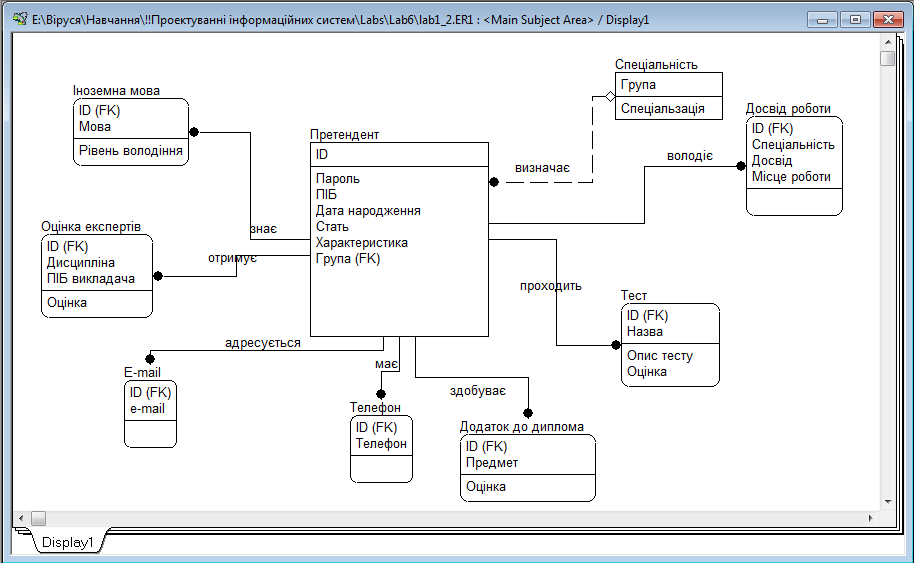 E:\Віруся\Навчання\!!Проектуванні інформаційних систем\Labs\Lab6\lab1_2.ER1 : <Main Subject Area> / Display1
Спеціальність
Група
Спеціальзація
Іноземна мова
ID (FK)
Мова
Рівень володіння
Досвід роботи
ID (FK)
Спеціальність
Досвід
Місце роботи
Претендент
ID
Пароль
ПІБ
Дата народження
Стать
Характеристика
Група (FK)
визначає
володіє
знає
Оцінка експертів
ID (FK)
Дисципліна
ПІБ викладача
Оцінка
отримує
проходить
Тест
ID (FK)
Назва
Опис тесту
Оцінка
адресується
має
здобуває
E-mail
ID (FK)
e-mail
Телефон
ID (FK)
Телефон
Додаток до диплома
ID (FK)
Предмет
Оцінка
Display1